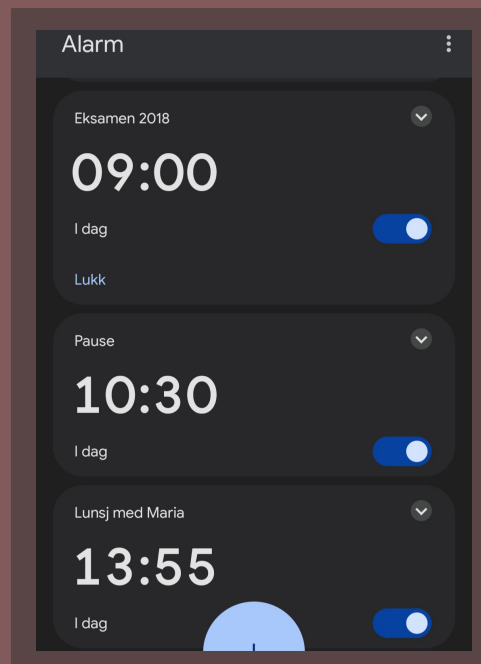 Alarm
Eksamen 2018
09:00
I dag
Lukk
Pause
10:30
I dag
Lunsj med Maria
13:55
I dag